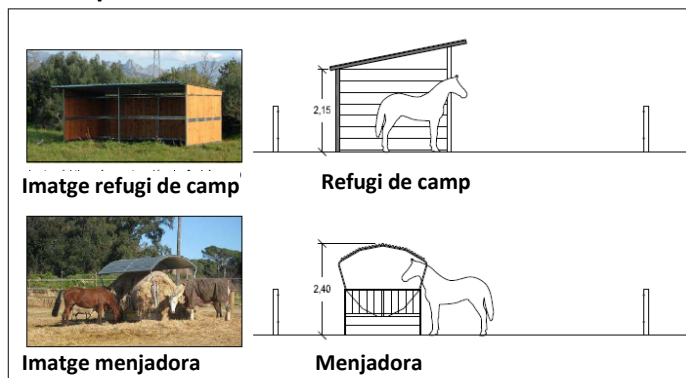 2,15
Imatge refugi de camp
Refugi de camp
2,40
Imatge menjadora
Menjadora